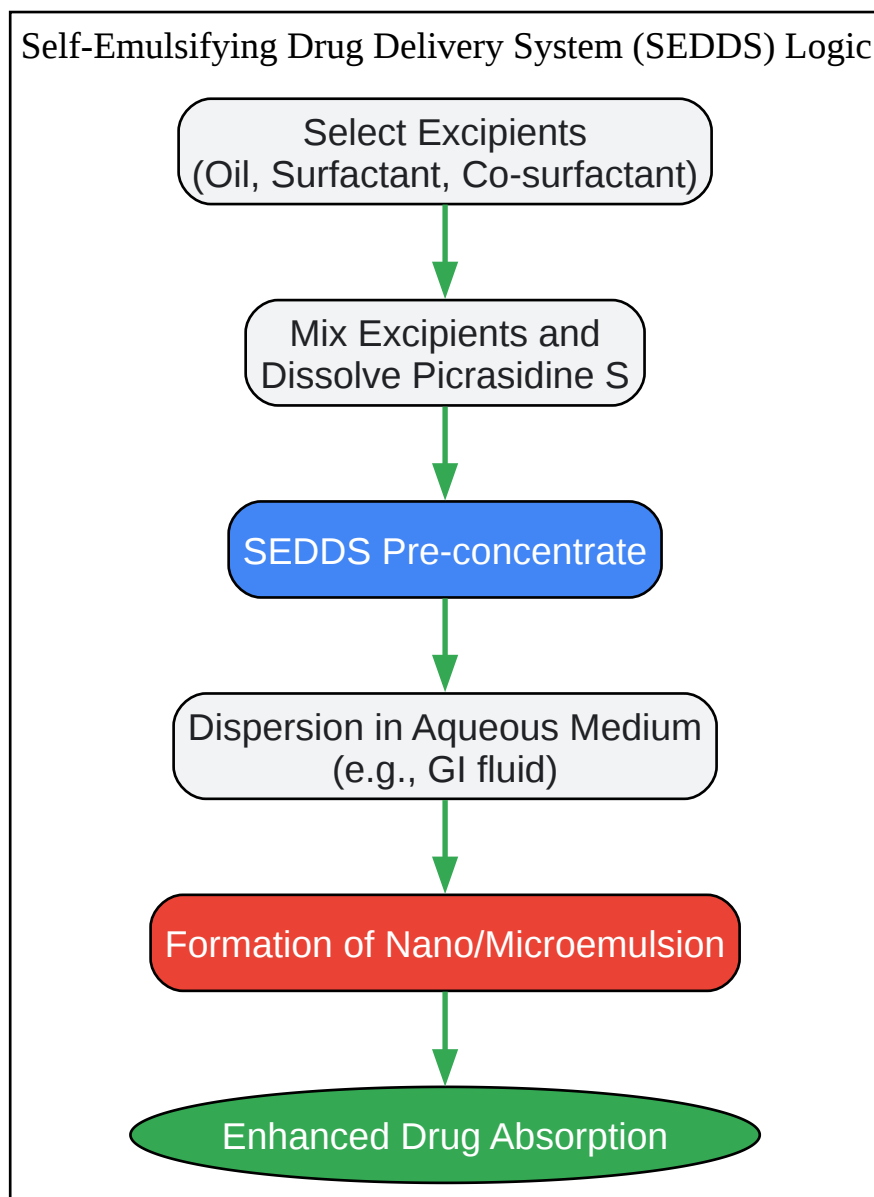 Self-Emulsifying Drug Delivery System (SEDDS) Logic
Select Excipients
(Oil, Surfactant, Co-surfactant)
Mix Excipients and
Dissolve Picrasidine S
SEDDS Pre-concentrate
Dispersion in Aqueous Medium
(e.g., GI fluid)
Formation of Nano/Microemulsion
Enhanced Drug Absorption